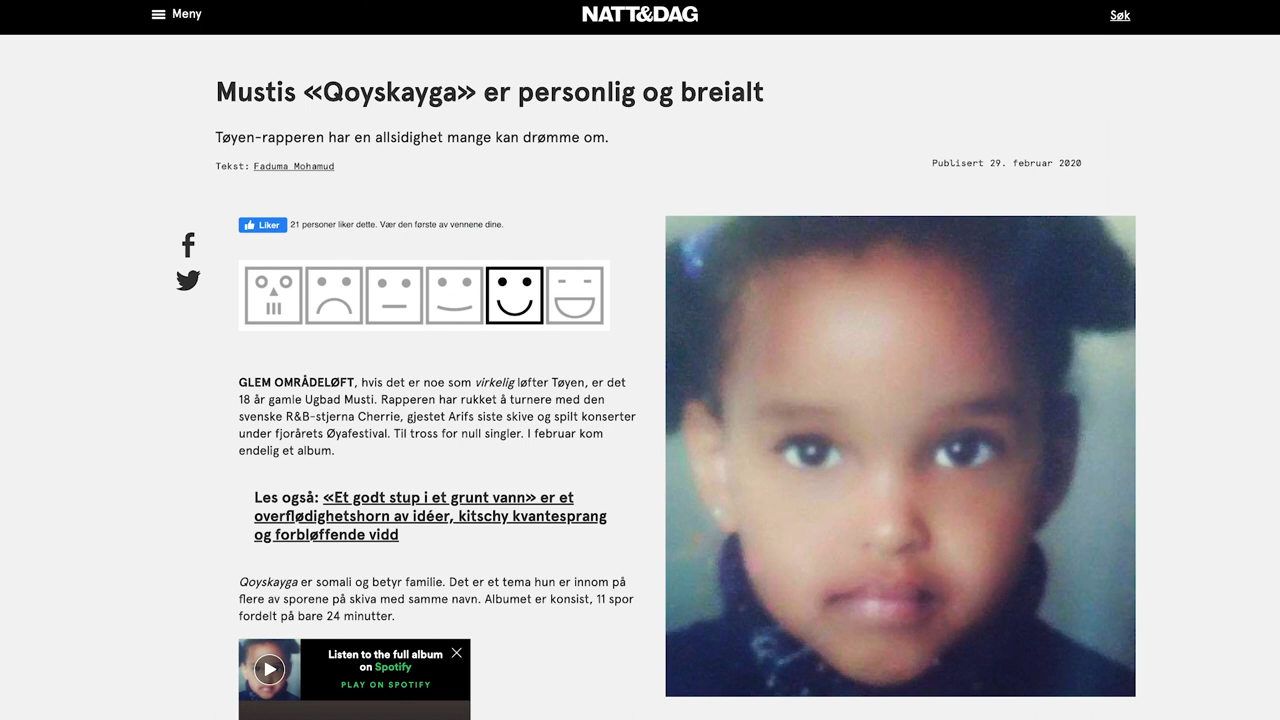 Meny
NATT&DAG
Søk
Mustis «Qoyskayga» er personlig og breialt
Tøyen-rapperen har en allsidighet mange kan drømme om.
Tekst: Faduma Mohamud
Publisert 29. februar 2020
Liker
21 personer liker dette. Vær den første av vennene dine.
GLEM OMRÅDELØFT, hvis det er noe som virkelig løfter Tøyen, er det
18 år gamle Ugbad Musti. Rapperen har rukket å turnere med den
svenske R&B-stjerna Cherrie, gjestet Arifs siste skive og spilt konserter
under fjorårets Øyafestival. Til tross for null singler. I februar kom
endelig et album.
Les også: «Et godt stup i et grunt vann» er et
overflødighetshorn av idéer, kitschy kvantesprang
og forbløffende vidd
Qoyskayga er somali og betyr familie. Det er et tema hun er innom på
flere av sporene på skiva med samme navn. Albumet er konsist, 11 spor
fordelt på bare 24 minutter.
Listen to the full album
on Spotify
PLAY ON SPOTIFY